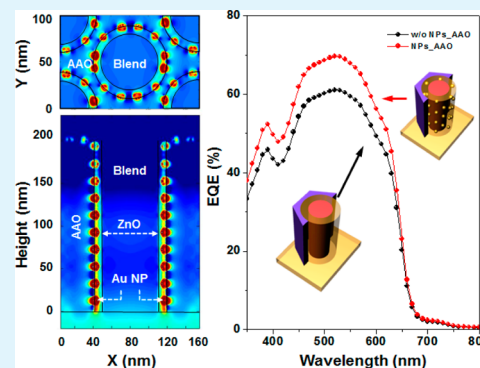 100
50
0
Y (nm)
AAO
Blend
200
150
100
50
0
Height (nm)
Blend
AAO
ZnO
Au NP
0
40
80
120
160
X (nm)
80
60
40
20
0
EQE (%)
w/o NPs_AAO
NPs_AAO
400
500
600
700
800
Wavelength (nm)